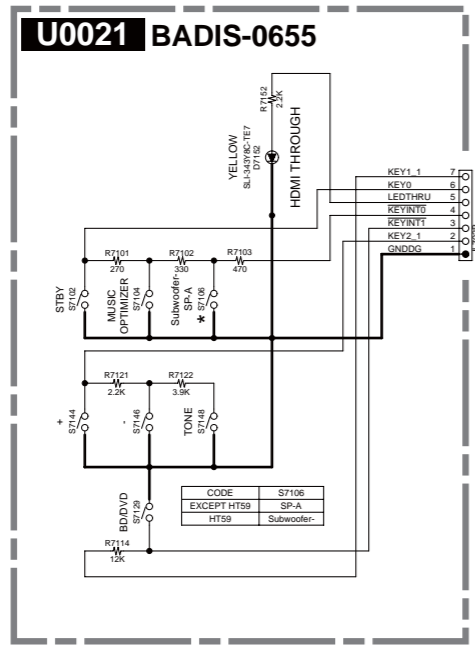 U0021 BADIS-0655
R7152
2.2K
YELLOW
SLI-343Y8C-TE7
D7152
HDMI THROUGH
KEY1_1 7
KEY0 6
LEDTHRU 5
KEYINT0 4
KEYINT1 3
KEY2_1 2
GNDDG 1
R7101
270
R7102
330
R7103
470
STBY
S7102
MUSIC
OPTIMIZER
S7104
Subwoofer-
SP-A
*
S7106
R7121
2.2K
R7122
3.9K
+
S7144
-
S7146
TONE
S7148
BD/DVD
S7129
CODE S7106
EXCEPT HT59 SP-A
HT59 Subwoofer-
R7114
12K